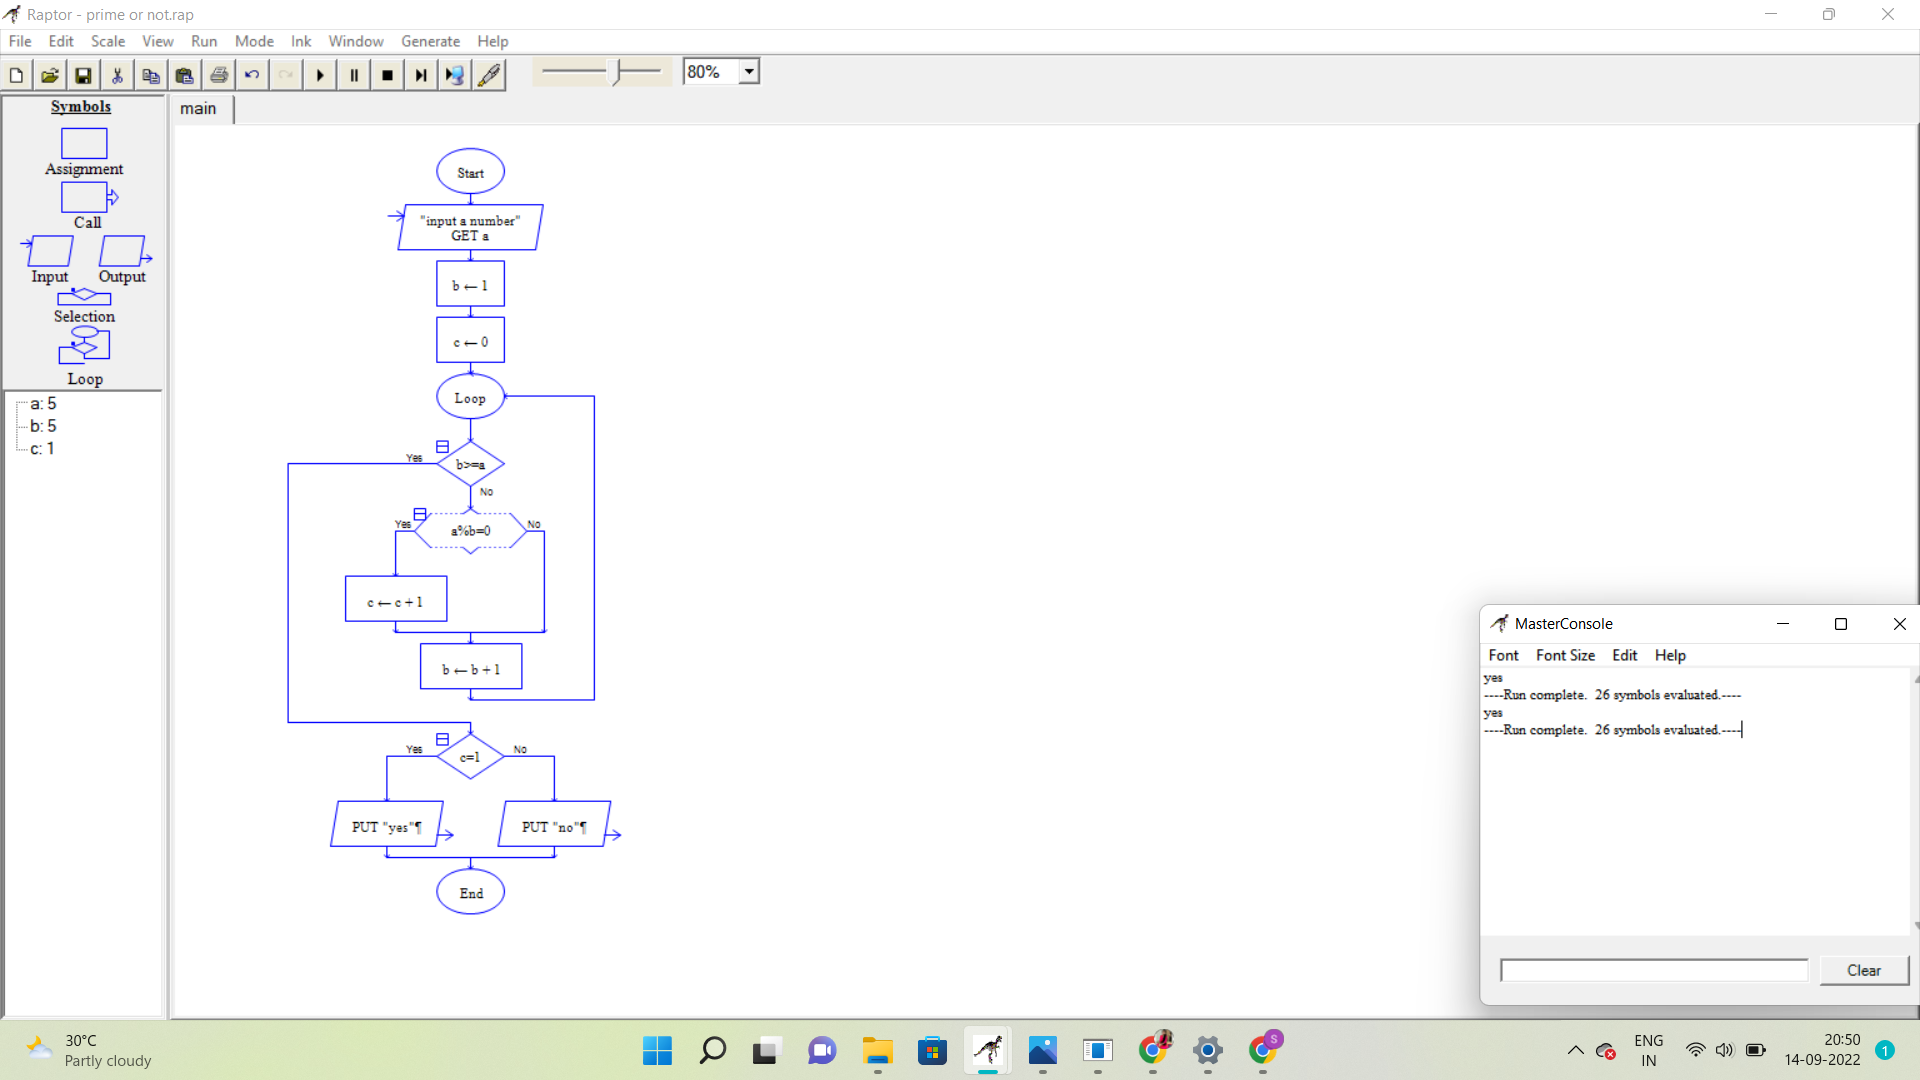 Raptor - prime or not.rap
File Edit Scale View Run Mode Ink Window Generate Help
80%
Symbols
Assignment
Call
Input Output
Selection
Loop
a: 5
b: 5
c: 1
main
Start
"input a number"
GET a
b ← 1
c ← 0
Loop
Yes
b>=a
No
Yes
a%b=0
No
c ← c + 1
b ← b + 1
Yes
c=1
No
PUT "yes"¶
PUT "no"¶
End
MasterConsole
Font Font Size Edit Help
yes
----Run complete. 26 symbols evaluated.----
yes
----Run complete. 26 symbols evaluated.----
Clear
30°C
Partly cloudy
S
ENG
IN
20:50
14-09-2022
1